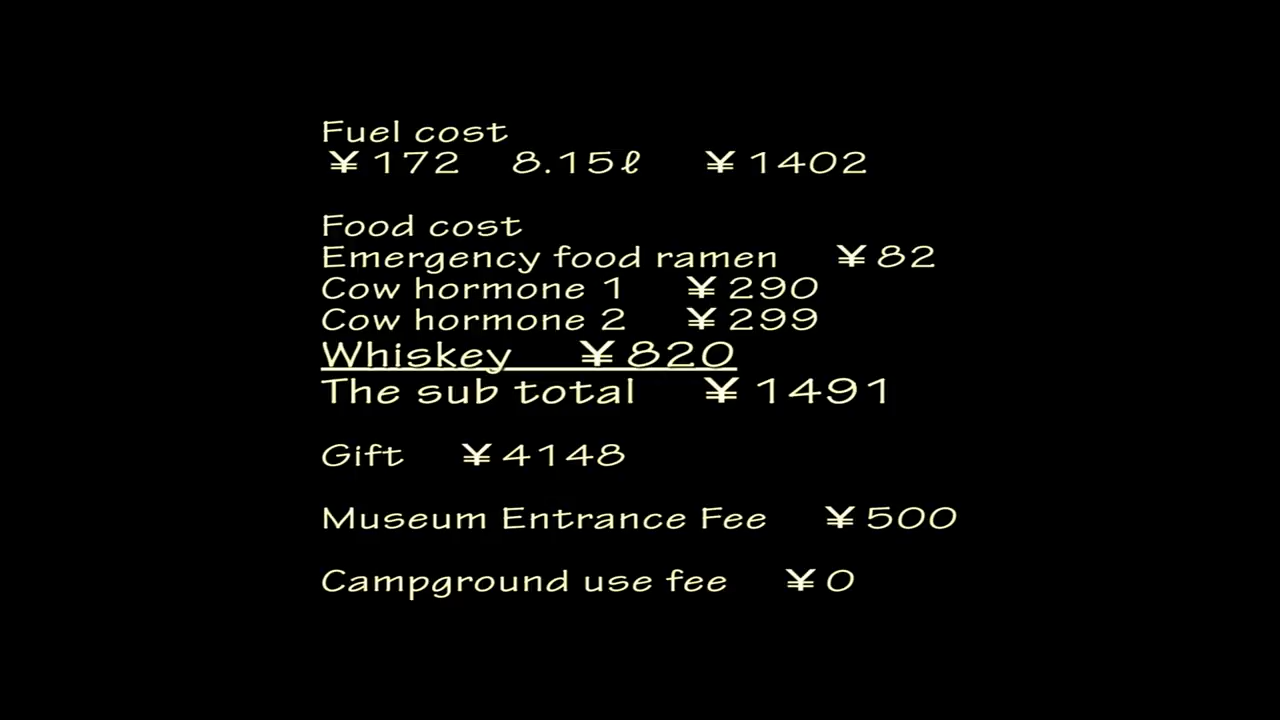 Fuel cost
¥172 8.15ℓ ¥1402
Food cost
Emergency food ramen ¥82
Cow hormone 1 ¥290
Cow hormone 2 ¥299
Whiskey ¥820
The sub total ¥1491
Gift ¥4148
Museum Entrance Fee ¥500
Campground use fee ¥0